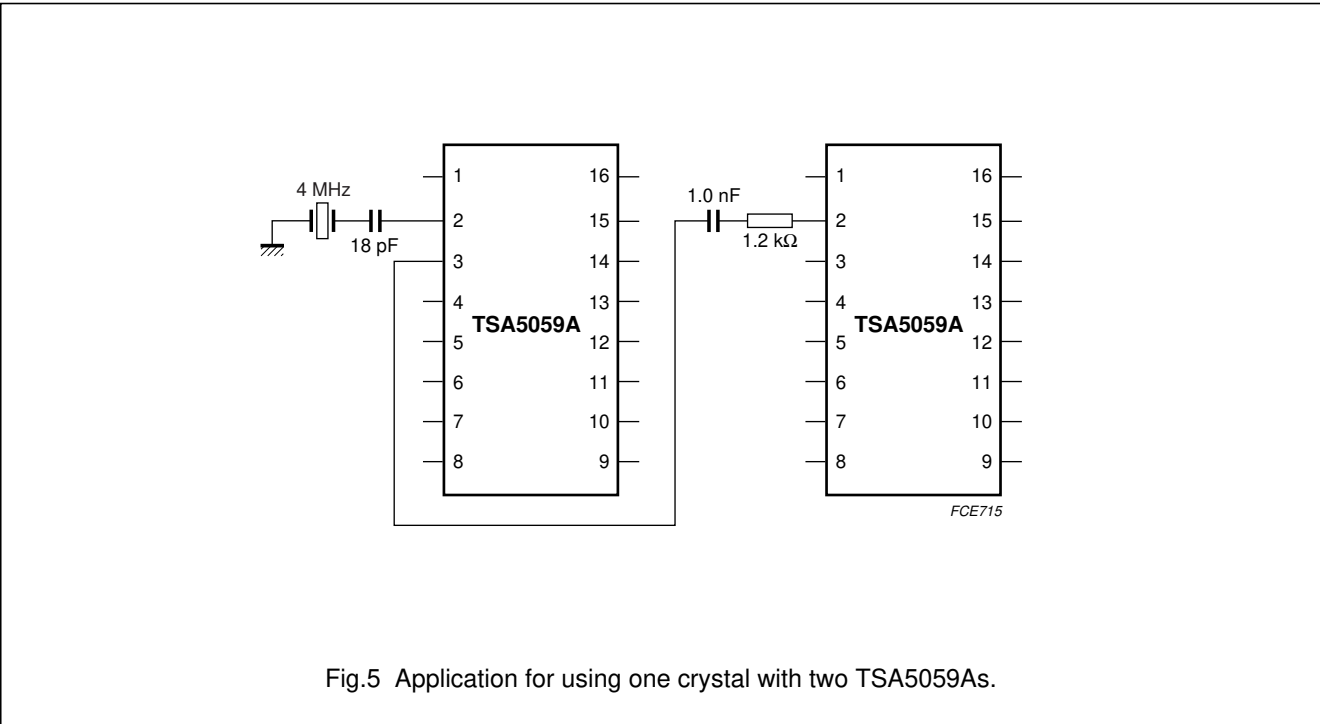 4 MHz
18 pF
1 16
2 15
3 14
4 13
TSA5059A
5 12
6 11
7 10
8 9
1.0 nF
1.2 kΩ
1 16
2 15
3 14
4 13
TSA5059A
5 12
6 11
7 10
8 9
FCE715
Fig.5 Application for using one crystal with two TSA5059As.